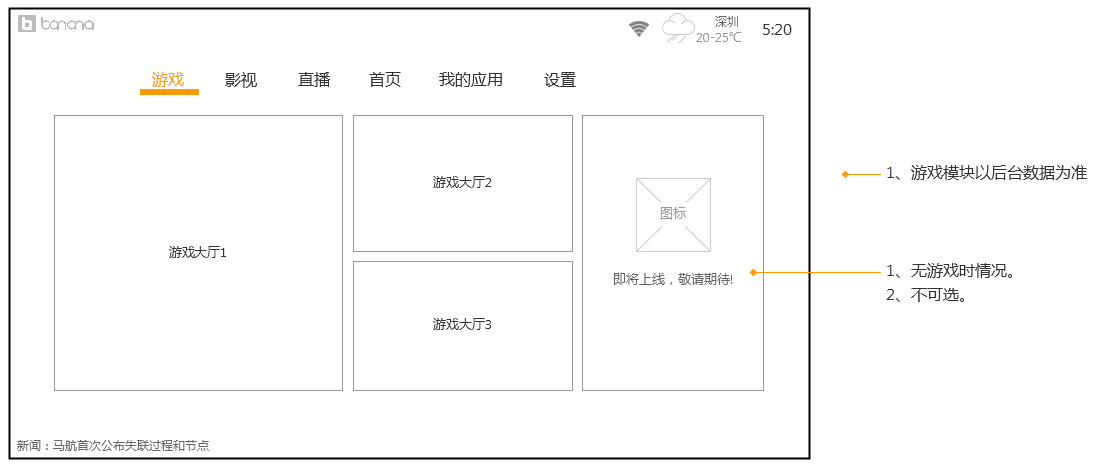 banana
深圳
20-25℃
5:20
游戏 影视 直播 首页 我的应用 设置
游戏大厅1
游戏大厅2
游戏大厅3
图标
即将上线，敬请期待!
新闻：马航首次公布失联过程和节点
1、游戏模块以后台数据为准
1、无游戏时情况。
2、不可选。